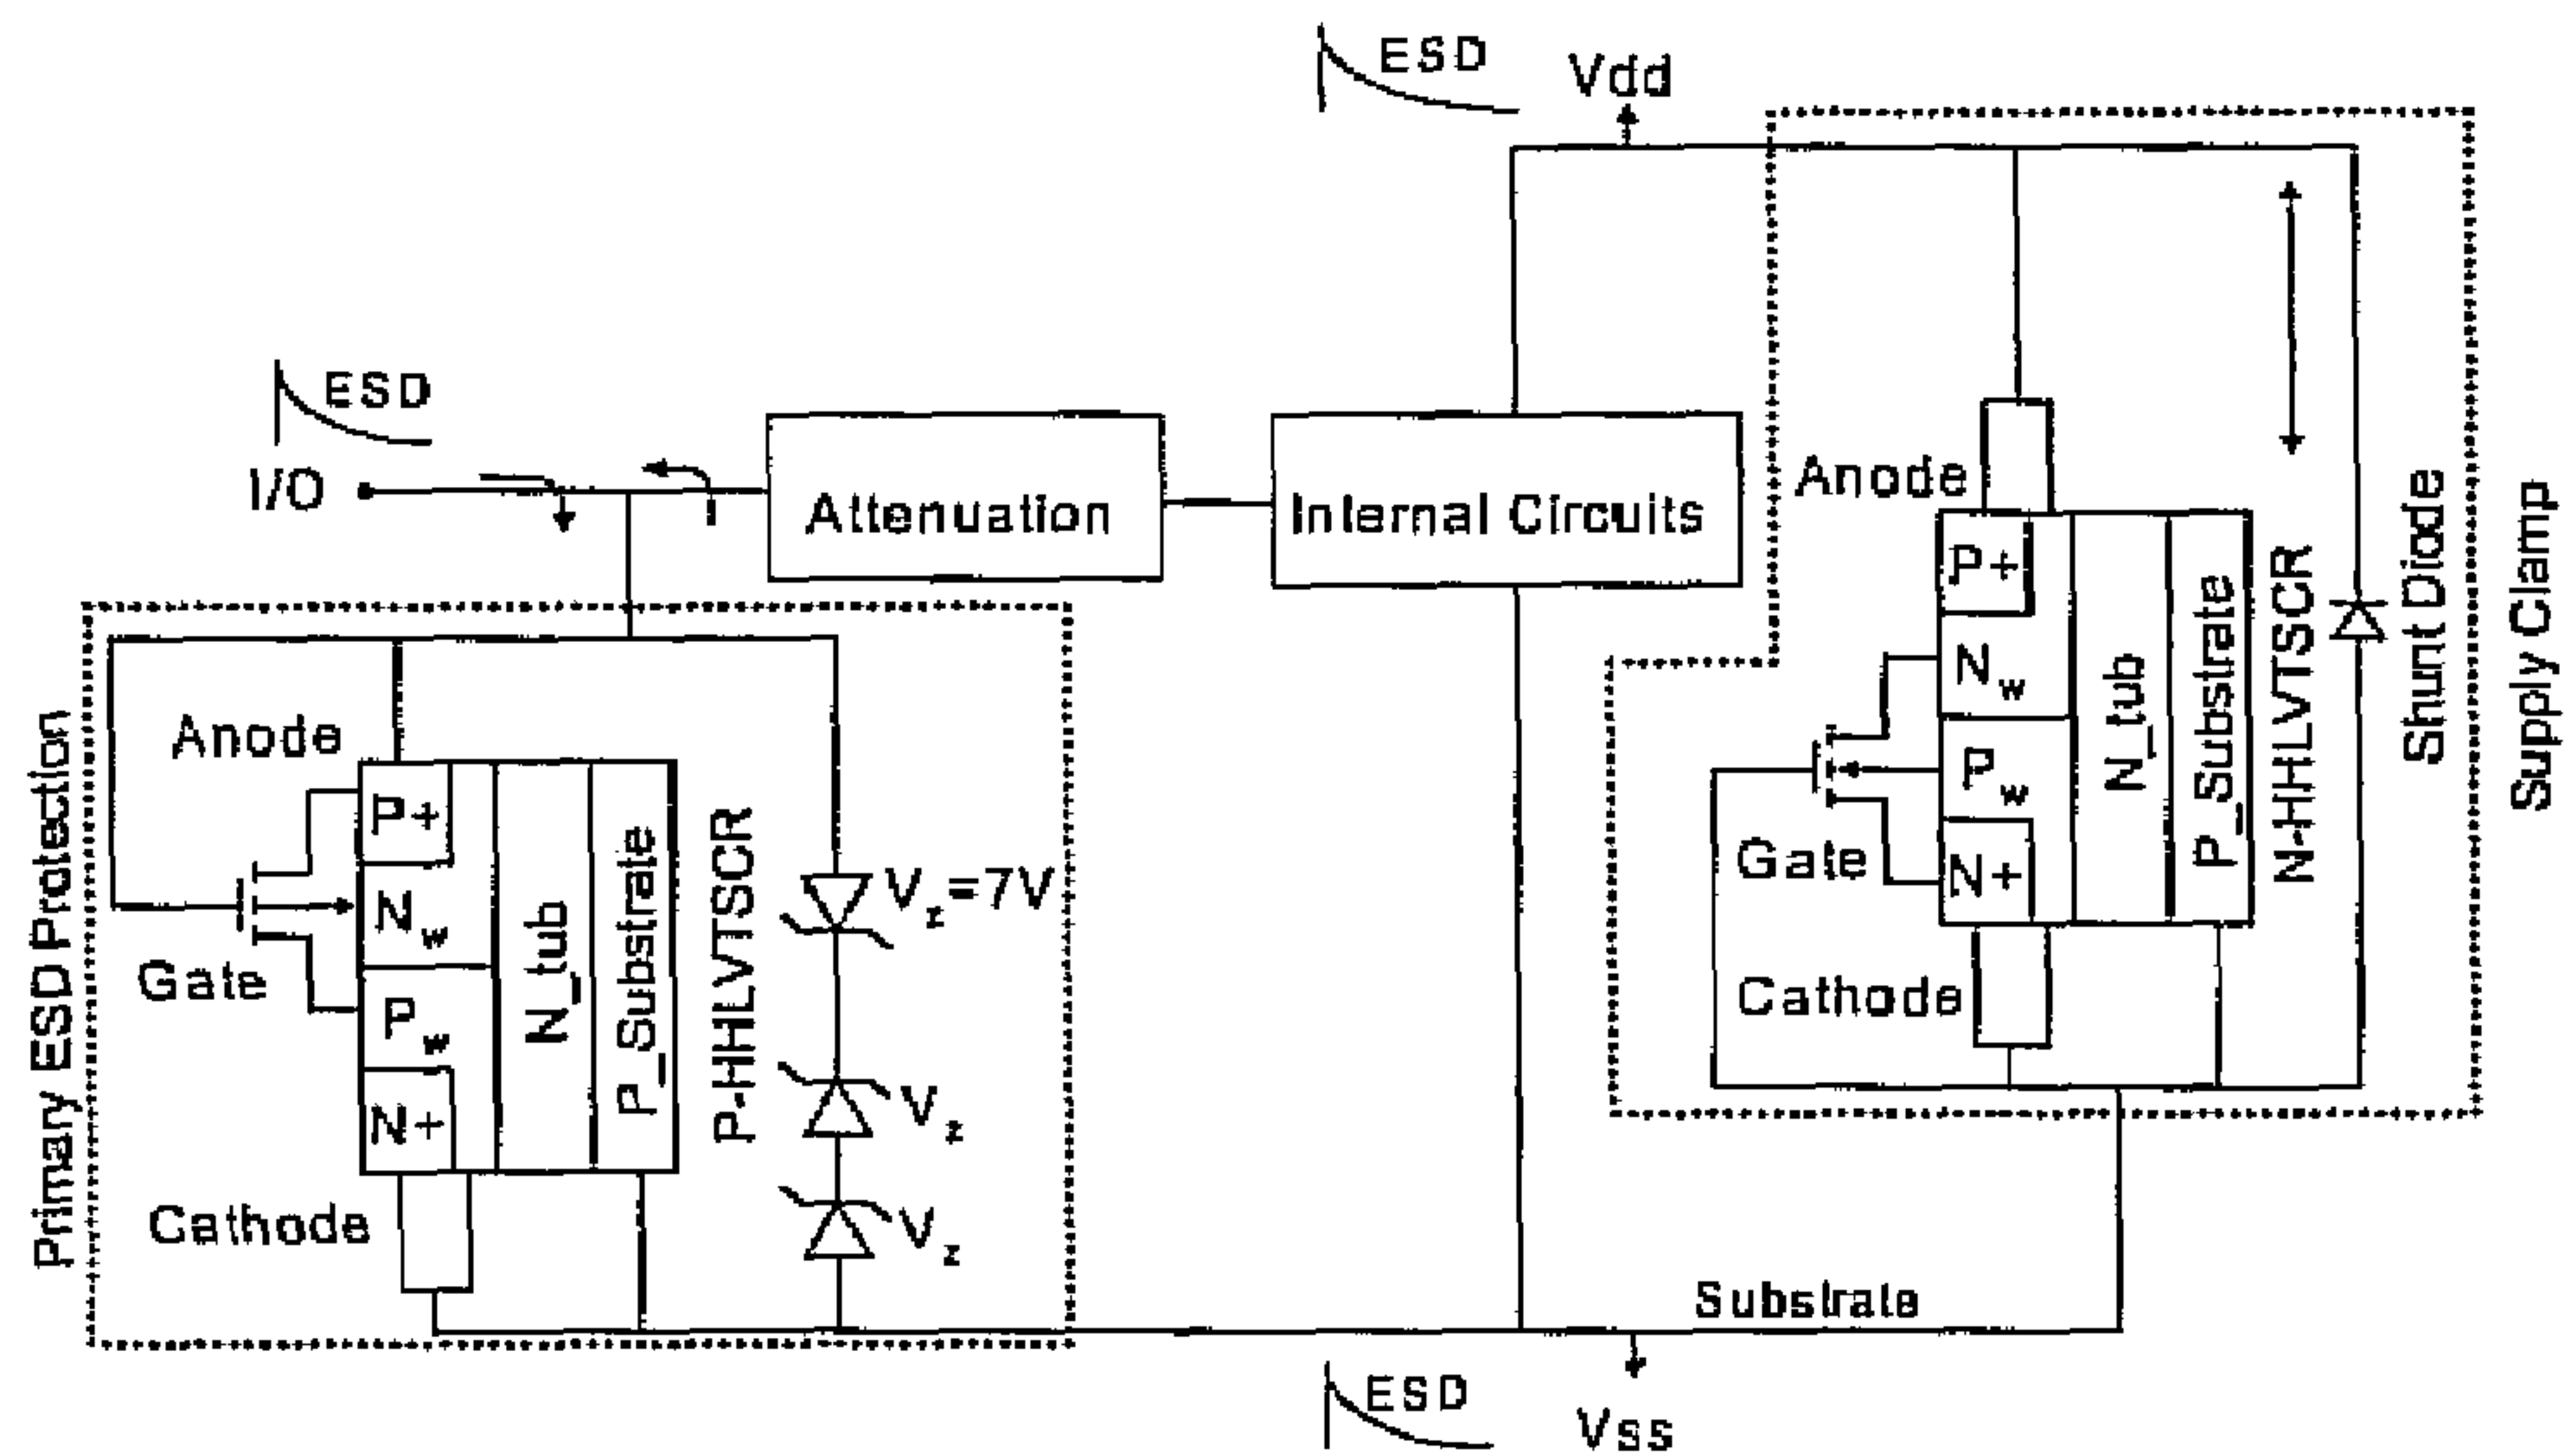 ESD
Vdd
ESD
I/O
Attenuation
Internal Circuits
Anode
P+
Nw
Pw
N+
N_tub
P_Substrate
N-HHLVTSCR
Shunt Diode
Supply Clamp
Gate
Cathode
Primary ESD Protection
Anode
P+
Nw
Pw
N+
N_tub
P_Substrate
P-HHLVTSCR
Gate
Cathode
Vz=7V
Vz
Vz
Substrate
ESD
Vss